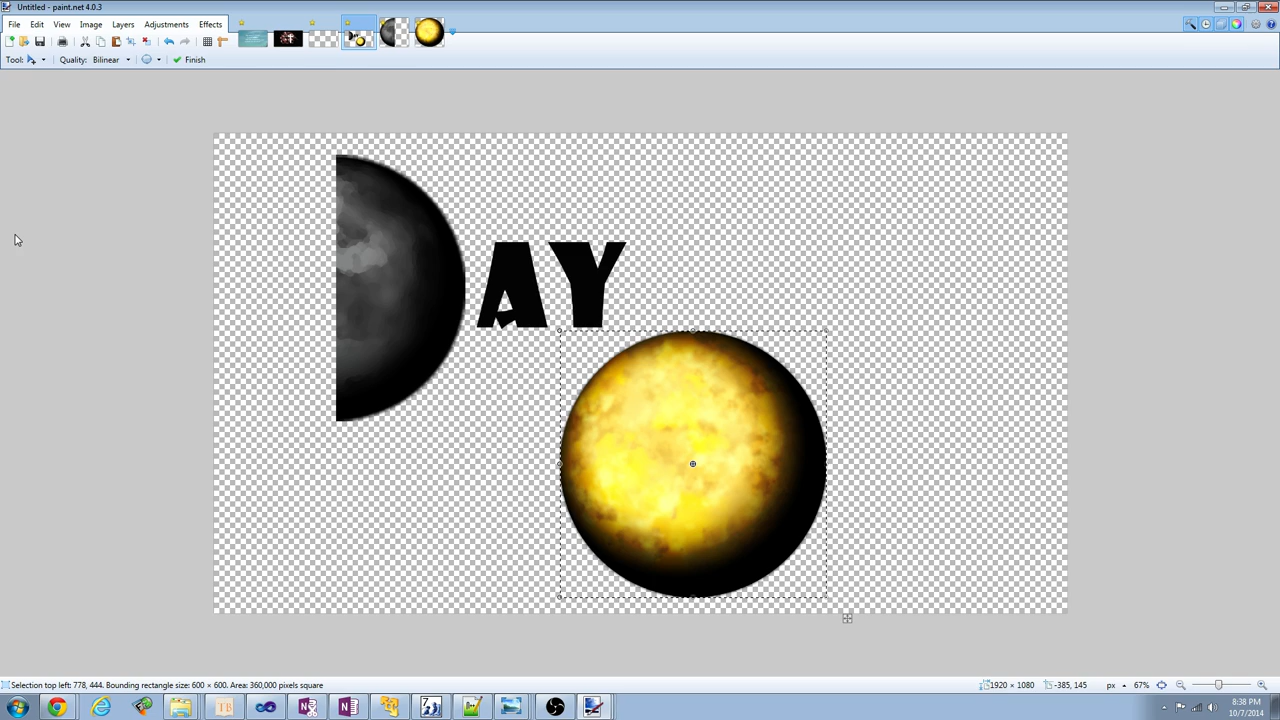 Untitled - paint.net 4.0.3
File Edit View Image Layers Adjustments Effects
Tool: Quality: Bilinear Finish
AY
Selection top left: 778, 444. Bounding rectangle size: 600 × 600. Area: 360,000 pixels square
1920 × 1080 -385, 145 px 67%
TB
8:38 PM
10/7/2014